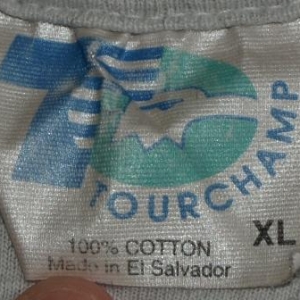 TOURCHAMP
XL
100% COTTON
Made in El Salvador